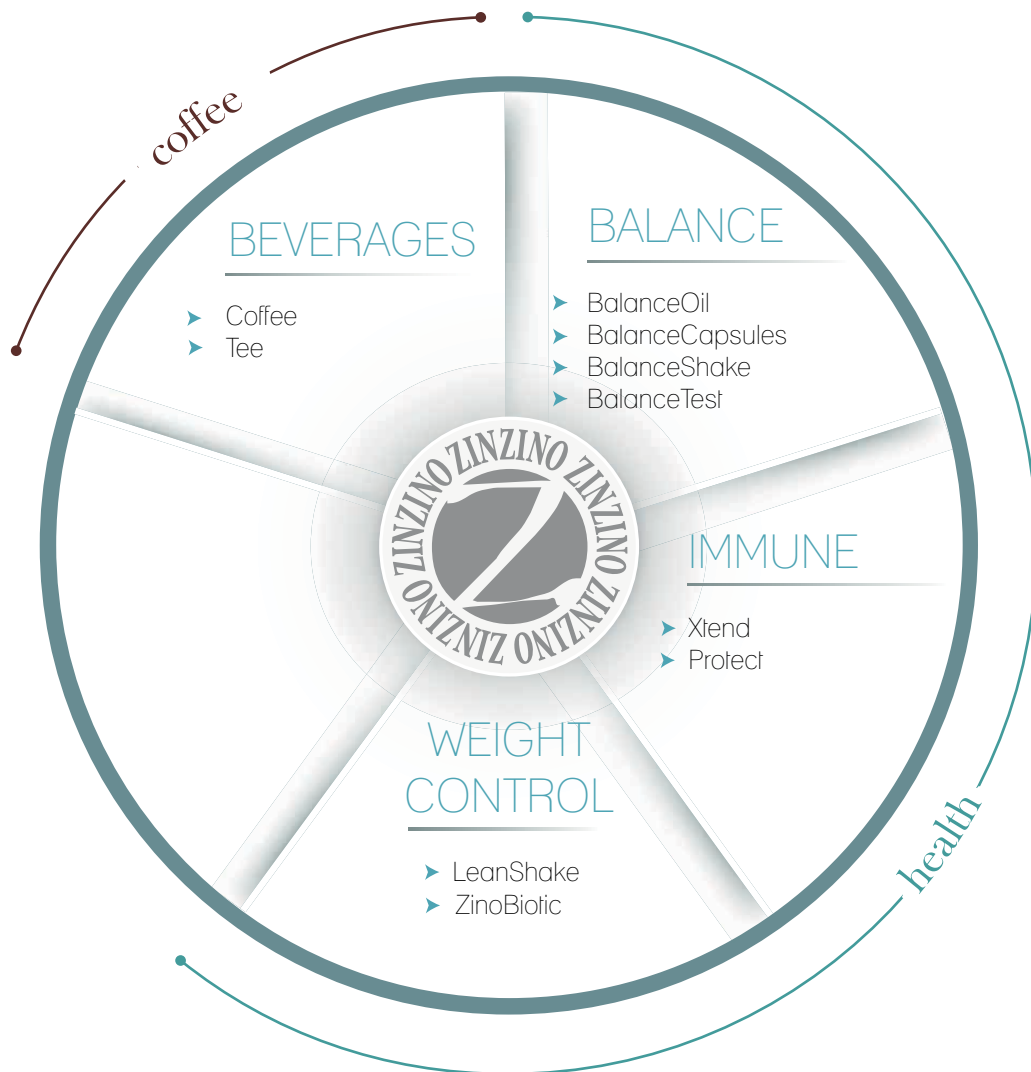 coffee
BEVERAGES
Coffee
Tee
BALANCE
BalanceOil
BalanceCapsules
BalanceShake
BalanceTest
ZINZINO ZINZINO ZINZINO ZINZINO ZINZINO
Z
IMMUNE
Xtend
Protect
WEIGHT
CONTROL
LeanShake
ZinoBiotic
health